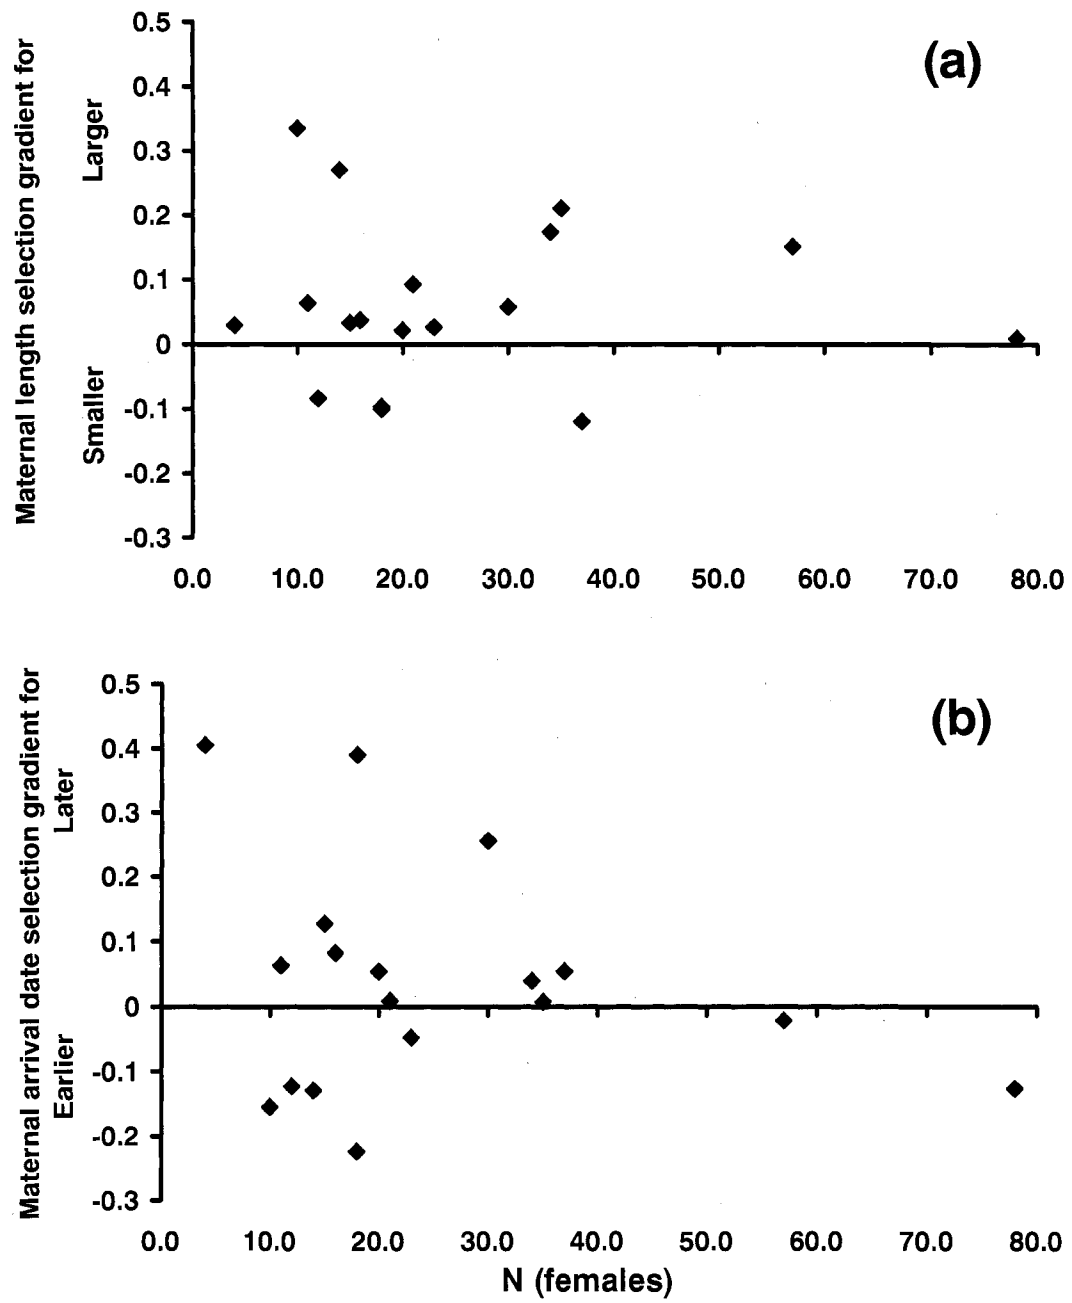 (a)
Maternal length selection gradient for
Larger
Smaller
0.5
0.4
0.3
0.2
0.1
0
-0.1
-0.2
-0.3
0.0 10.0 20.0 30.0 40.0 50.0 60.0 70.0 80.0
(b)
Maternal arrival date selection gradient for
Later
Earlier
0.5
0.4
0.3
0.2
0.1
0
-0.1
-0.2
-0.3
0.0 10.0 20.0 30.0 40.0 50.0 60.0 70.0 80.0
N (females)